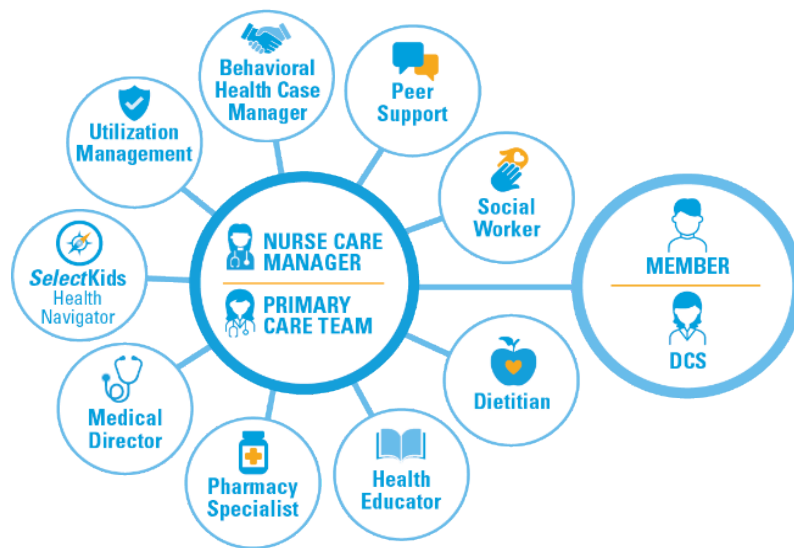 Behavioral
Health Case
Manager
Peer
Support
Utilization
Management
Social
Worker
NURSE CARE
MANAGER
PRIMARY
CARE TEAM
MEMBER
DCS
SelectKids
Health
Navigator
Dietitian
Medical
Director
Pharmacy
Specialist
Health
Educator